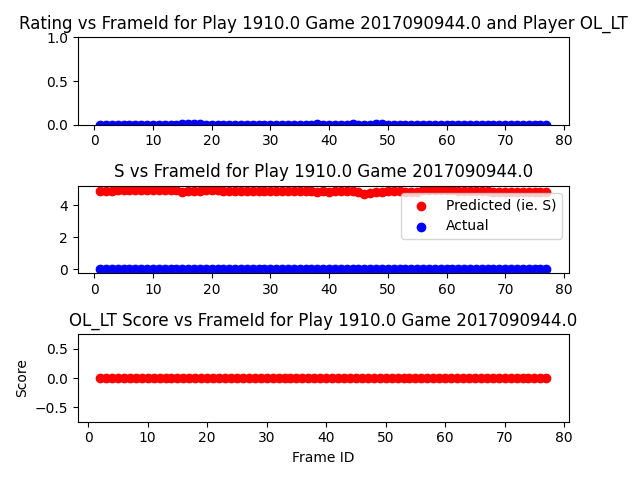 Rating vs FrameId for Play 1910.0 Game 2017090944.0 and Player OL_LT
1.0
0.5
0.0
0 10 20 30 40 50 60 70 80
S vs FrameId for Play 1910.0 Game 2017090944.0
4
2
0
Predicted (ie. S)
Actual
0 10 20 30 40 50 60 70 80
OL_LT Score vs FrameId for Play 1910.0 Game 2017090944.0
Score
0.5
0.0
−0.5
0 10 20 30 40 50 60 70 80
Frame ID